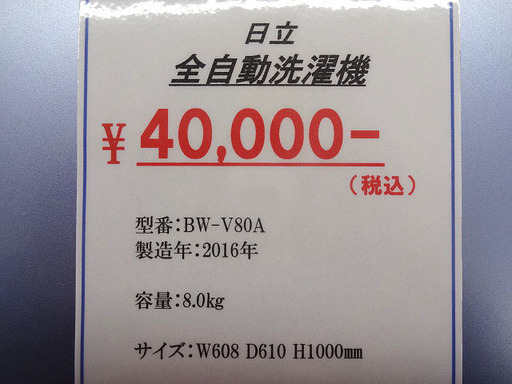 日立
全自動洗濯機
¥40,000-
(税込)
型番:BW-V80A
製造年:2016年
容量:8.0kg
サイズ:W608 D610 H1000mm